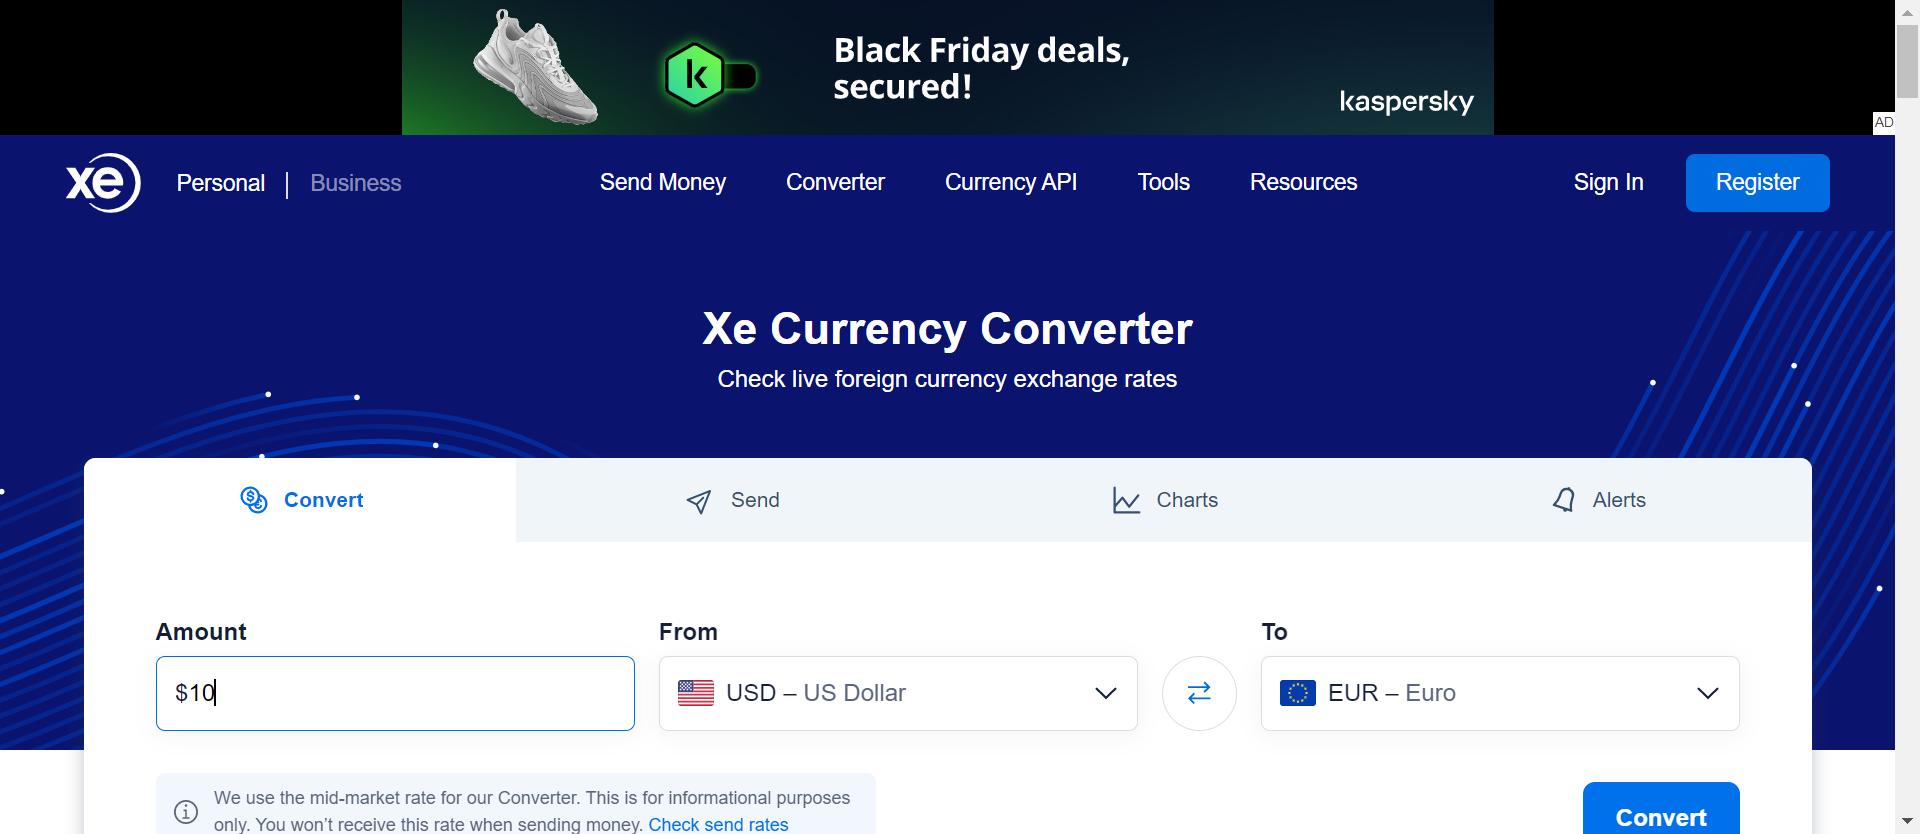 Black Friday deals,
secured!
k
kaspersky
AD
xe
Personal | Business
Send Money
Converter
Currency API
Tools
Resources
Sign In
Register
Xe Currency Converter
Check live foreign currency exchange rates
Convert
Send
Charts
Alerts
Amount
From
To
$10
USD – US Dollar
EUR – Euro
We use the mid-market rate for our Converter. This is for informational purposes
only. You won’t receive this rate when sending money. Check send rates
Convert